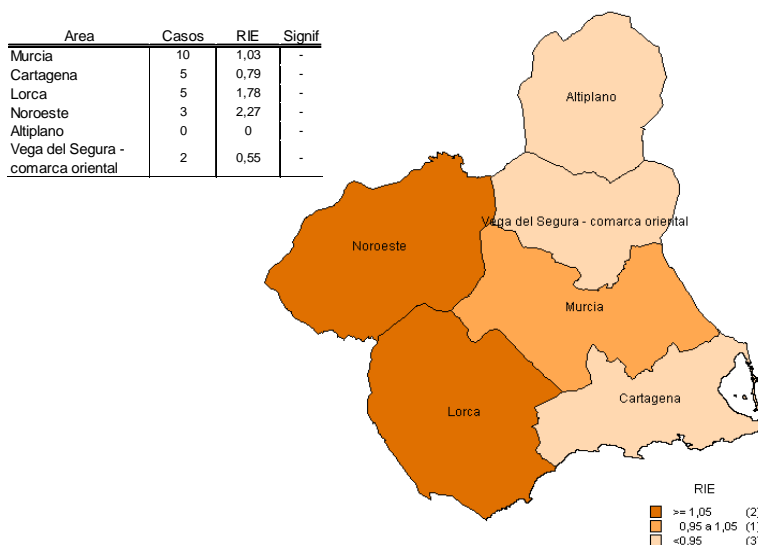 Area Casos RIE Signif
Murcia 10 1,03 -
Cartagena 5 0,79 -
Lorca 5 1,78 -
Noroeste 3 2,27 -
Altiplano 0 0 -
Vega del Segura -
comarca oriental 2 0,55 -
Altiplano
Vega del Segura - comarca oriental
Noroeste
Murcia
Cartagena
Lorca
RIE
>= 1,05 (2)
0,95 a 1,05 (1)
<0.95 (3)